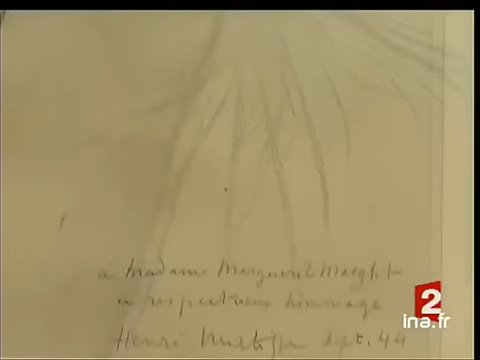 à Madame Marguerite Maeght
en respectueux hommage
Henri Matisse sept. 44
2
ina.fr